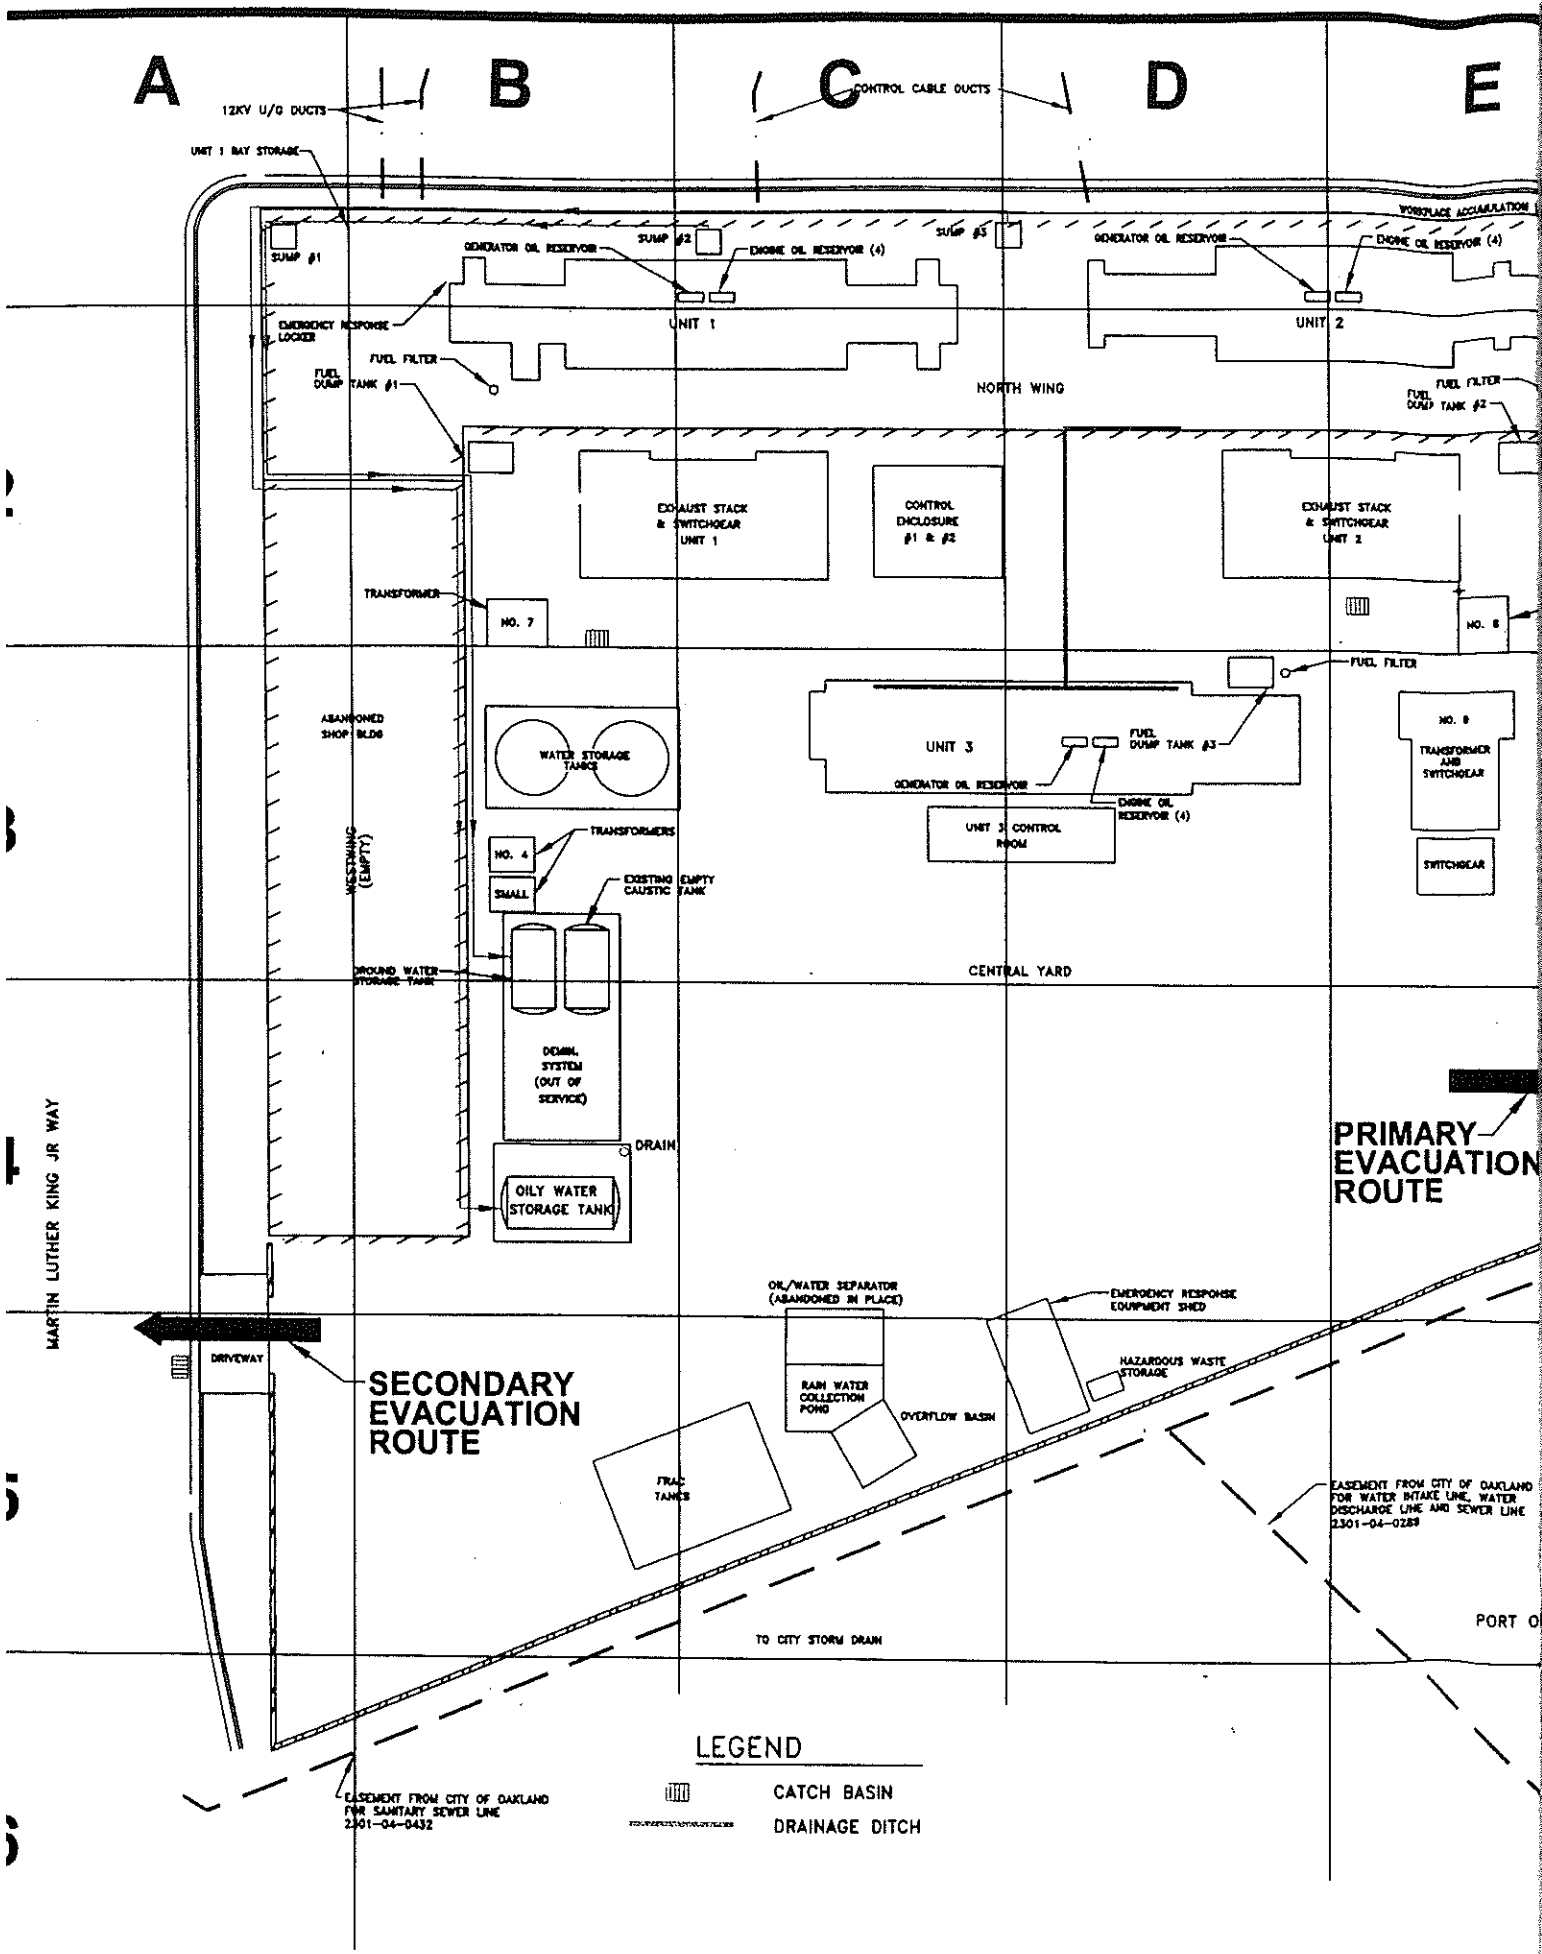 A
B
C
D
E
12KV U/G DUCTS
CONTROL CABLE DUCTS
UNIT 1 BAY STORAGE
WORKPLACE ACCUMULATION
SUMP #1
SUMP #2
SUMP #3
GENERATOR OIL RESERVOIR
ENGINE OIL RESERVOIR (4)
GENERATOR OIL RESERVOIR
ENGINE OIL RESERVOIR (4)
EMERGENCY RESPONSE
LOCKER
UNIT 1
UNIT 2
FUEL FILTER
FUEL
DUMP TANK #1
NORTH WING
FUEL FILTER
FUEL
DUMP TANK #2
EXHAUST STACK
& SWITCHGEAR
UNIT 1
CONTROL
ENCLOSURE
#1 & #2
EXHAUST STACK
& SWITCHGEAR
UNIT 2
TRANSFORMER
NO. 7
NO. 8
FUEL FILTER
ABANDONED
SHOP BLDG
WATER STORAGE
TANKS
UNIT 3
FUEL
DUMP TANK #3
GENERATOR OIL RESERVOIR
ENGINE OIL
RESERVOIR (4)
NO. 9
TRANSFORMER
AND
SWITCHGEAR
UNIT 3 CONTROL
ROOM
SWITCHGEAR
WESTWING
(EMPTY)
TRANSFORMERS
NO. 4
SMALL
EXISTING EMPTY
CAUSTIC TANK
GROUND WATER
STORAGE TANK
CENTRAL YARD
DEMIN.
SYSTEM
(OUT OF
SERVICE)
DRAIN
OILY WATER
STORAGE TANK
MARTIN LUTHER KING JR WAY
PRIMARY
EVACUATION
ROUTE
OIL/WATER SEPARATOR
(ABANDONED IN PLACE)
EMERGENCY RESPONSE
EQUIPMENT SHED
DRIVEWAY
SECONDARY
EVACUATION
ROUTE
HAZARDOUS WASTE
STORAGE
RAIN WATER
COLLECTION
POND
OVERFLOW BASIN
FRAC
TANKS
EASEMENT FROM CITY OF OAKLAND
FOR WATER INTAKE LINE, WATER
DISCHARGE LINE AND SEWER LINE
2301-04-0289
PORT O
TO CITY STORM DRAIN
LEGEND
CATCH BASIN
DRAINAGE DITCH
EASEMENT FROM CITY OF OAKLAND
FOR SANITARY SEWER LINE
2301-04-0432